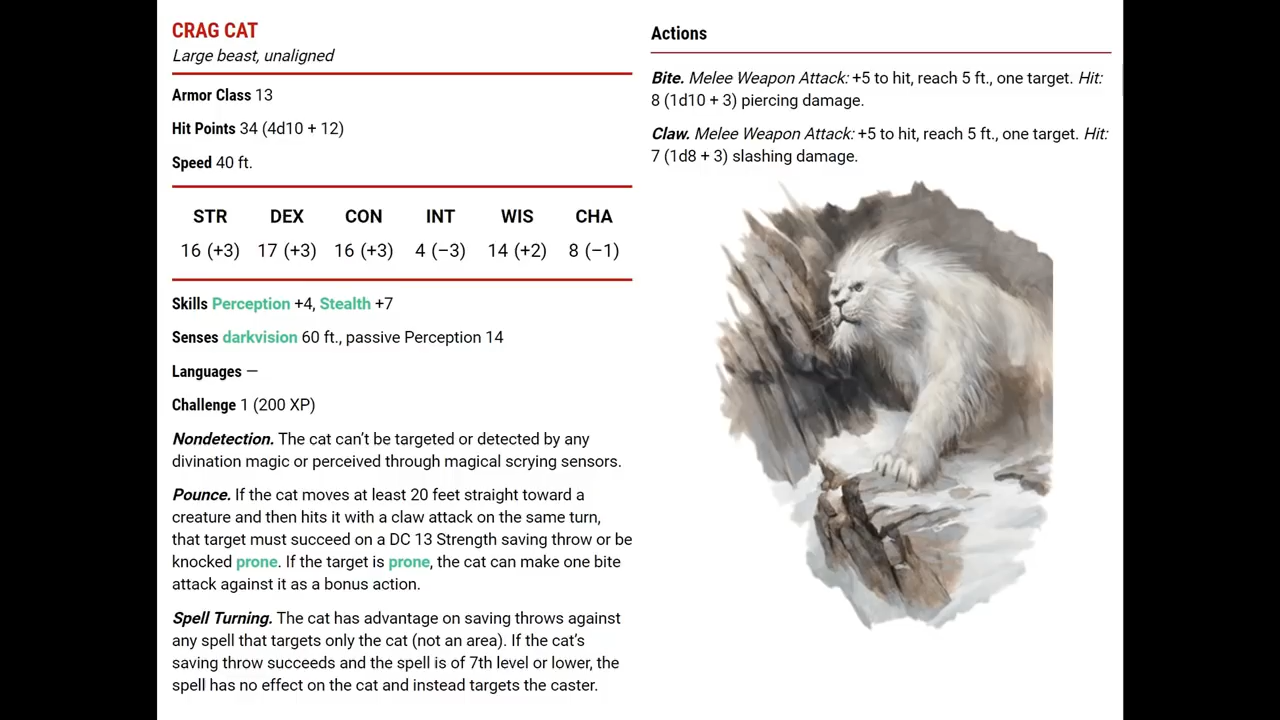 CRAG CAT
Large beast, unaligned
Armor Class 13
Hit Points 34 (4d10 + 12)
Speed 40 ft.
STR DEX CON INT WIS CHA
16 (+3) 17 (+3) 16 (+3) 4 (−3) 14 (+2) 8 (−1)
Skills Perception +4, Stealth +7
Senses darkvision 60 ft., passive Perception 14
Languages —
Challenge 1 (200 XP)
Nondetection. The cat can’t be targeted or detected by any
divination magic or perceived through magical scrying sensors.
Pounce. If the cat moves at least 20 feet straight toward a
creature and then hits it with a claw attack on the same turn,
that target must succeed on a DC 13 Strength saving throw or be
knocked prone. If the target is prone, the cat can make one bite
attack against it as a bonus action.
Spell Turning. The cat has advantage on saving throws against
any spell that targets only the cat (not an area). If the cat’s
saving throw succeeds and the spell is of 7th level or lower, the
spell has no effect on the cat and instead targets the caster.
Actions
Bite. Melee Weapon Attack: +5 to hit, reach 5 ft., one target. Hit:
8 (1d10 + 3) piercing damage.
Claw. Melee Weapon Attack: +5 to hit, reach 5 ft., one target. Hit:
7 (1d8 + 3) slashing damage.